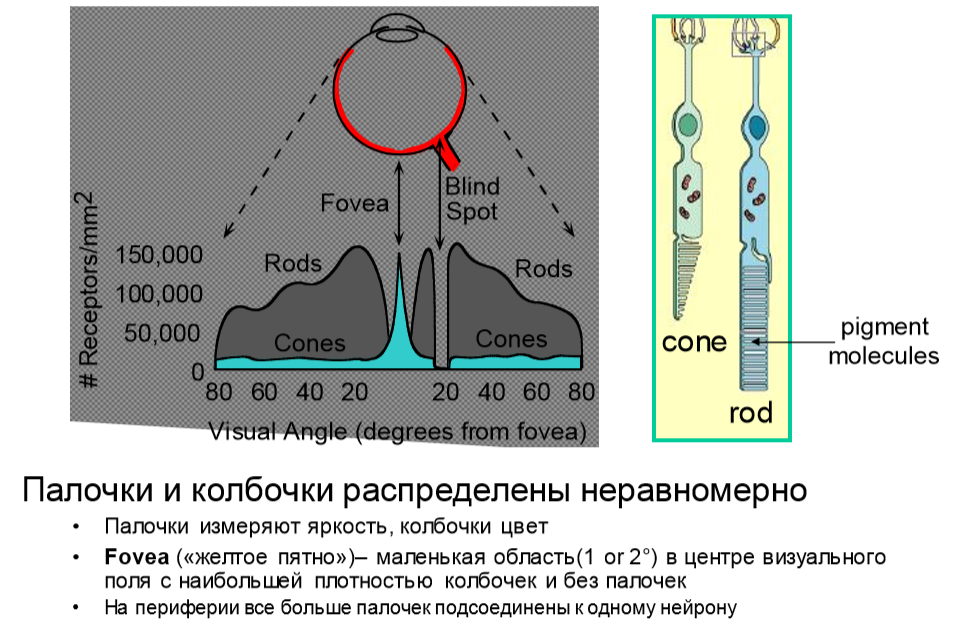 Fovea
Blind
Spot
# Receptors/mm2
150,000
100,000
50,000
0
Rods
Rods
Cones
Cones
80 60 40 20 20 40 60 80
Visual Angle (degrees from fovea)
cone
rod
pigment
molecules
Палочки и колбочки распределены неравномерно
• Палочки измеряют яркость, колбочки цвет
• Fovea («желтое пятно»)– маленькая область(1 or 2°) в центре визуального
поля с наибольшей плотностью колбочек и без палочек
• На периферии все больше палочек подсоединены к одному нейрону